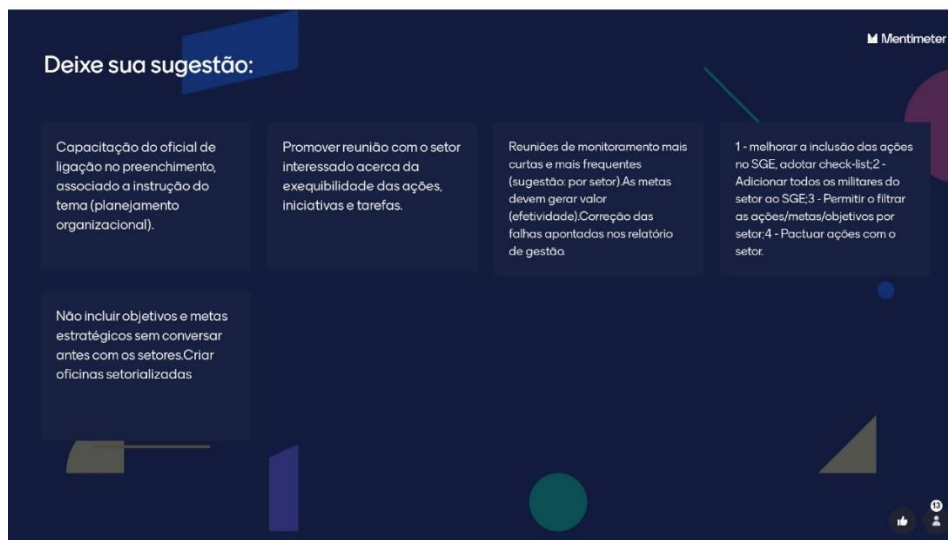 Mentimeter
Deixe sua sugestão:
Capacitação do oficial de
ligação no preenchimento,
associado a instrução do
tema (planejamento
organizacional).
Promover reunião com o setor
interessado acerca da
exequibilidade das ações,
iniciativas e tarefas.
Reuniões de monitoramento mais
curtas e mais frequentes
(sugestão: por setor).As metas
devem gerar valor
(efetividade).Correção das
falhas apontadas nos relatório
de gestão.
1 - melhorar a inclusão das ações
no SGE, adotar check-list;2 -
Adicionar todos os militares do
setor ao SGE;3 - Permitir o filtrar
as ações/metas/objetivos por
setor;4 - Pactuar ações com o
setor.
Não incluir objetivos e metas
estratégicos sem conversar
antes com os setores.Criar
oficinas setorializadas
13